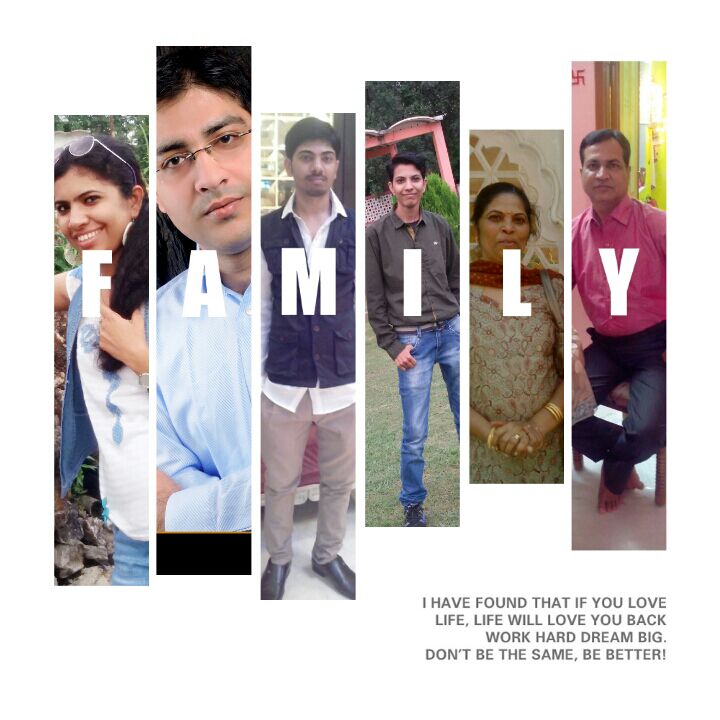 FAMILY
I HAVE FOUND THAT IF YOU LOVE
LIFE, LIFE WILL LOVE YOU BACK
WORK HARD DREAM BIG.
DON'T BE THE SAME, BE BETTER!